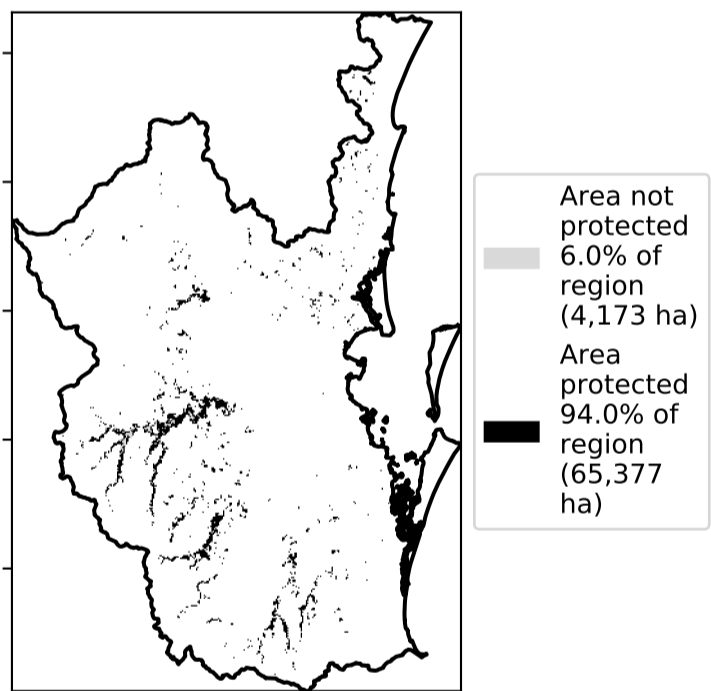 Area not
protected
6.0% of
region
(4,173 ha)
Area
protected
94.0% of
region
(65,377
ha)